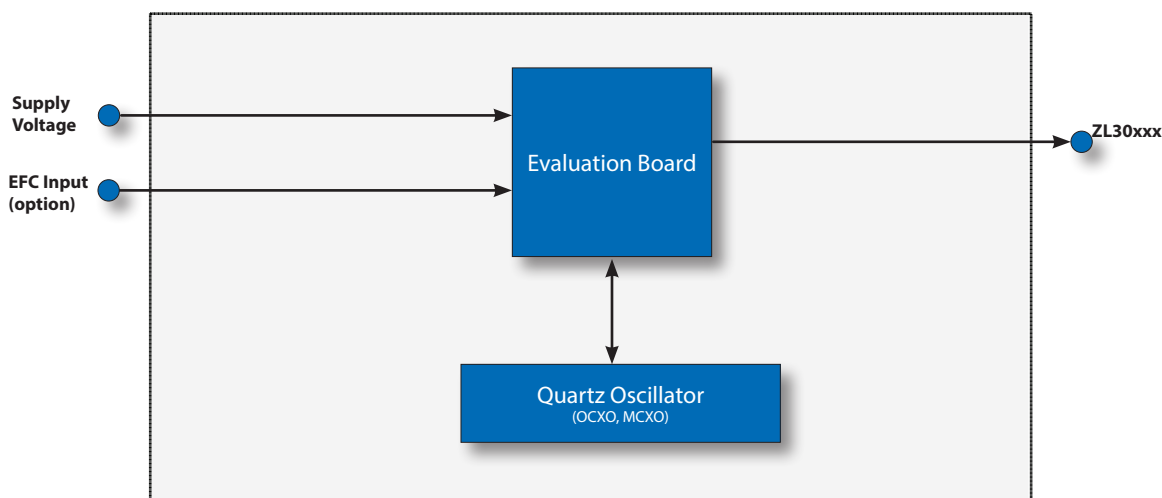 Supply
Voltage
EFC Input
(option)
Evaluation Board
ZL30xxx
Quartz Oscillator
(OCXO, MCXO)